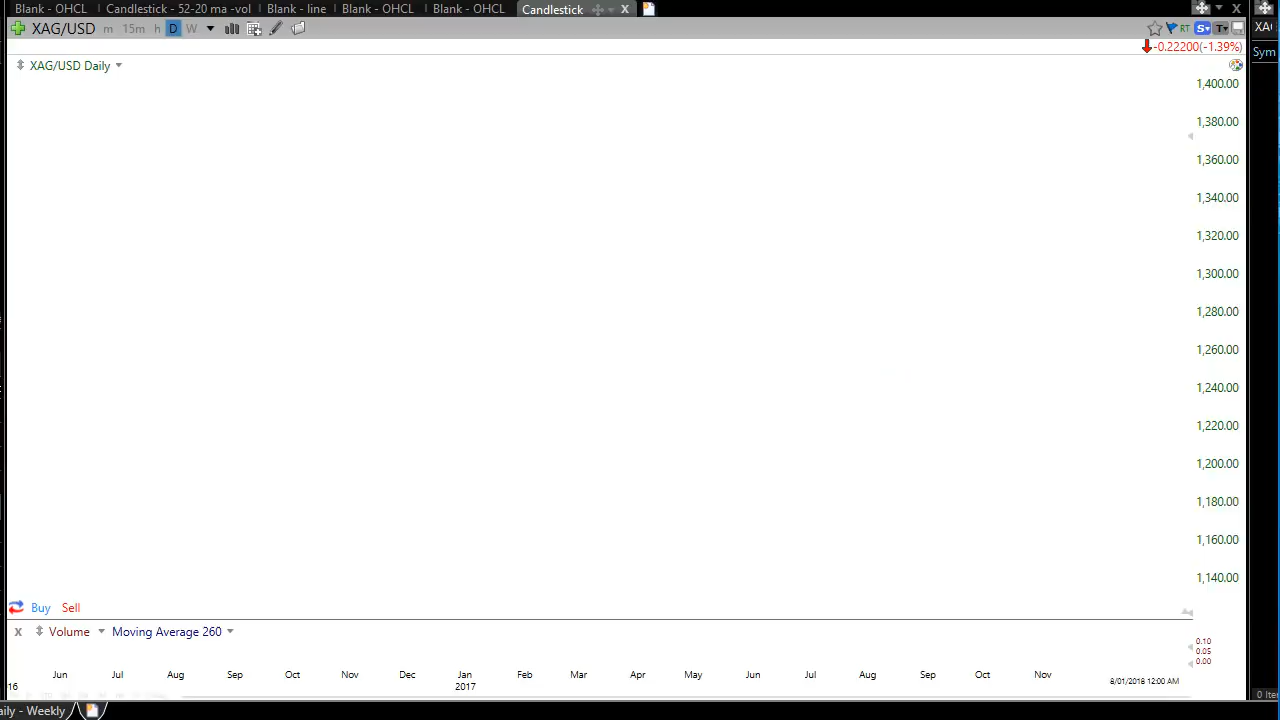 Blank - OHCL Candlestick - 52-20 ma -vol Blank - line Blank - OHCL Blank - OHCL Candlestick X X
XAG/USD m 15m h D W RT S T
-0.22200(-1.39%) Sym
XAG/USD Daily
1,400.00
1,380.00
1,360.00
1,340.00
1,320.00
1,300.00
1,280.00
1,260.00
1,240.00
1,220.00
1,200.00
1,180.00
1,160.00
1,140.00
Buy Sell
X Volume Moving Average 260
0.10
0.05
0.00
Jun Jul Aug Sep Oct Nov Dec Jan Feb Mar Apr May Jun Jul Aug Sep Oct Nov
16 2017 8/01/2018 12:00 AM
aily - Weekly